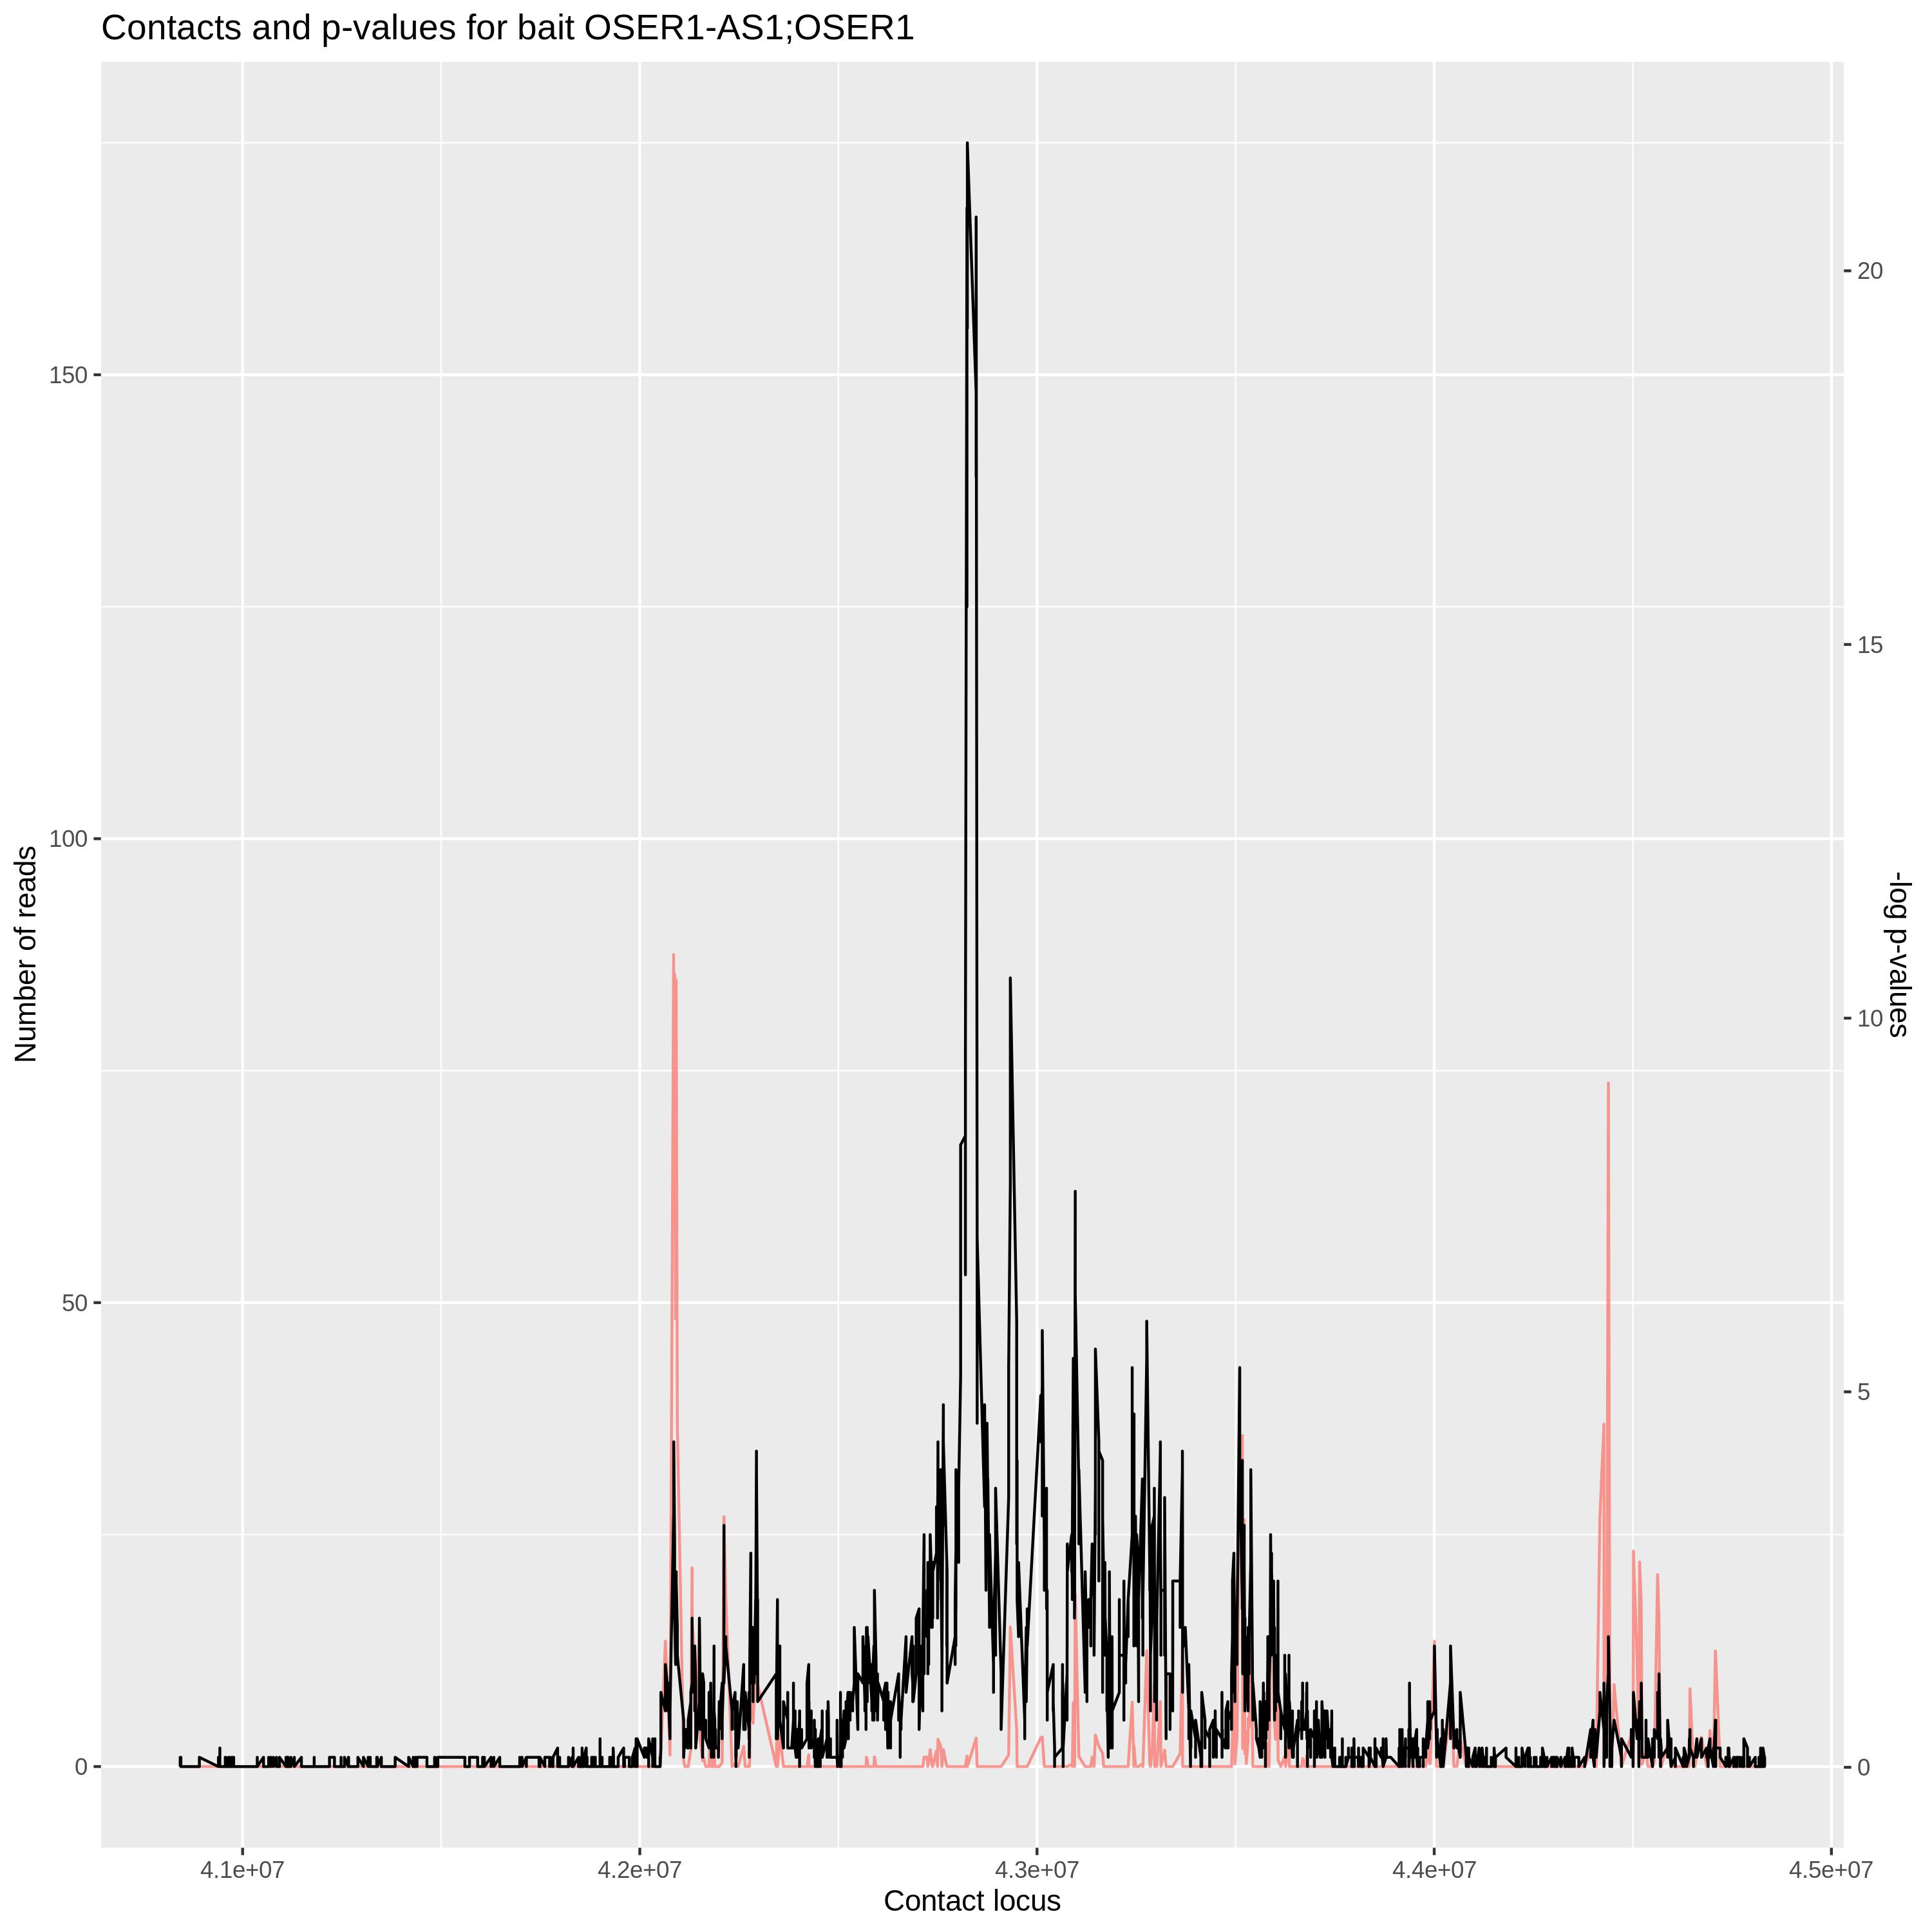 Contacts and p-values for bait OSER1-AS1;OSER1
Number of reads
150
100
50
0
20
15
10
5
0
-log p-values
4.1e+07
4.2e+07
4.3e+07
4.4e+07
4.5e+07
Contact locus